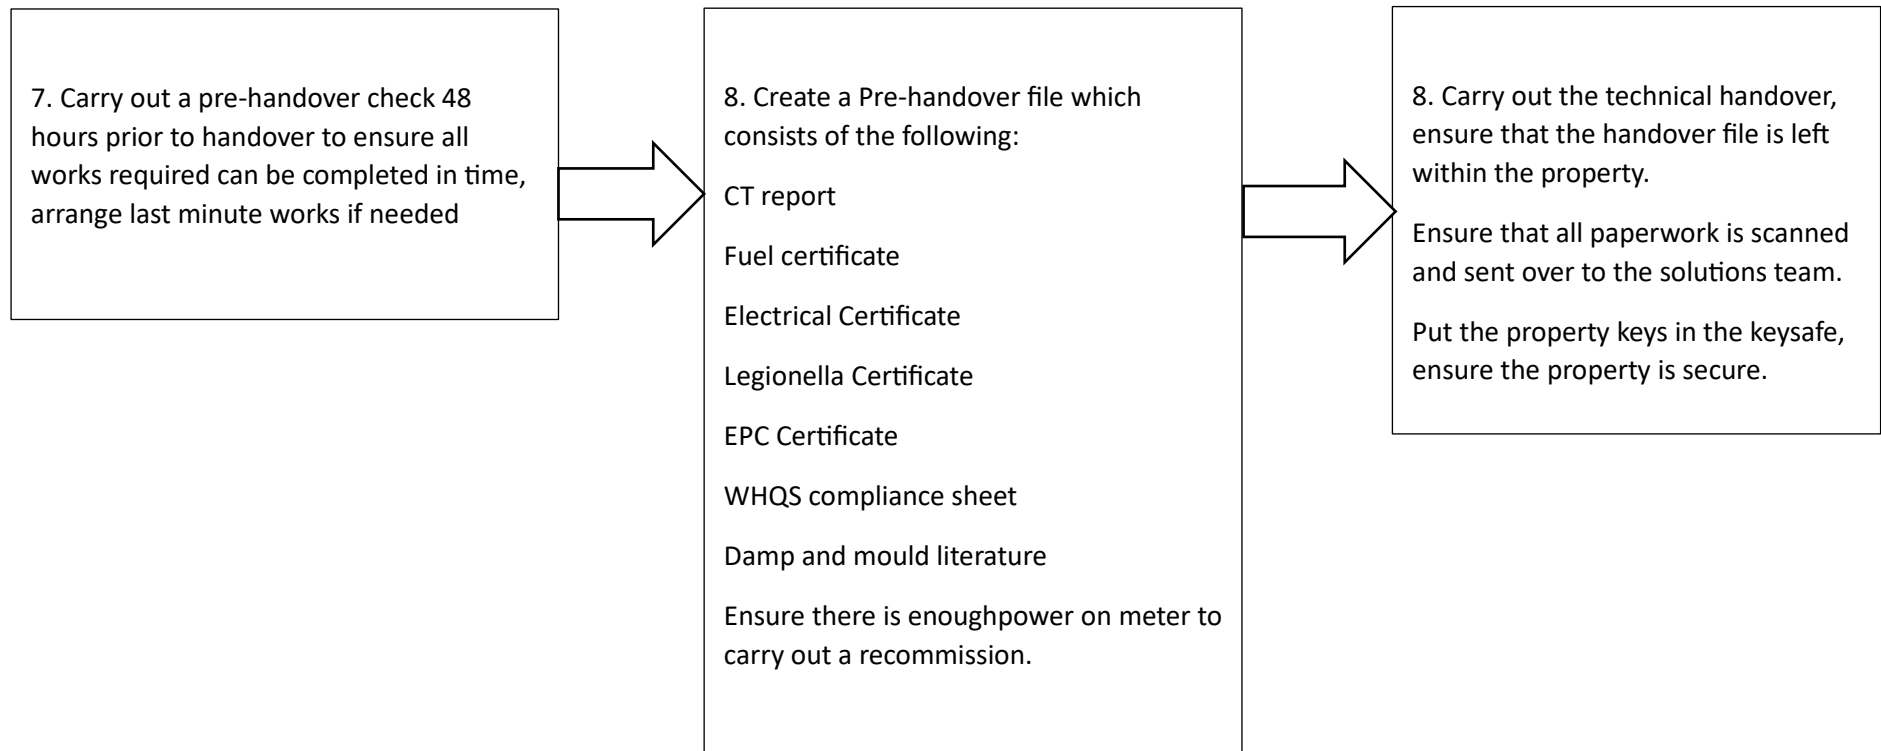 7. Carry out a pre-handover check 48
hours prior to handover to ensure all
works required can be completed in time,
arrange last minute works if needed
8. Create a Pre-handover file which
consists of the following:
CT report
Fuel certificate
Electrical Certificate
Legionella Certificate
EPC Certificate
WHQS compliance sheet
Damp and mould literature
Ensure there is enoughpower on meter to
carry out a recommission.
8. Carry out the technical handover,
ensure that the handover file is left
within the property.
Ensure that all paperwork is scanned
and sent over to the solutions team.
Put the property keys in the keysafe,
ensure the property is secure.